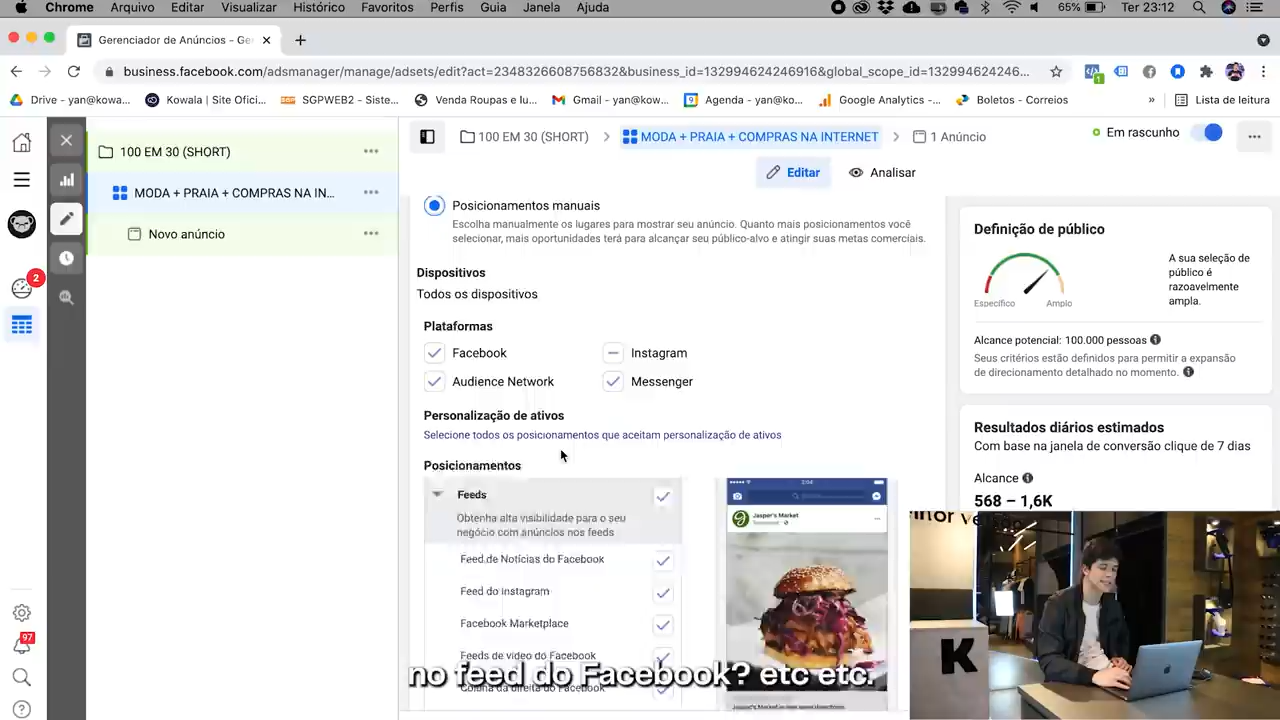 Chrome Arquivo Editar Visualizar Histórico Favoritos Perfis Guia Janela Ajuda 65% Ter 23:12
Gerenciador de Anúncios - Ge
business.facebook.com/adsmanager/manage/adsets/edit?act=2348326608756832&business_id=132994624246916&global_scope_id=132994624246...
Drive - yan@kowa... Kowala | Site Ofici... SGPWEB2 - Siste... Venda Roupas e lu... Gmail - yan@kow... Agenda - yan@ko... Google Analytics -... Boletos - Correios » Lista de leitura
100 EM 30 (SHORT) MODA + PRAIA + COMPRAS NA INTERNET 1 Anúncio Em rascunho
100 EM 30 (SHORT)
Editar Analisar
MODA + PRAIA + COMPRAS NA IN...
Novo anúncio
2
97
Posicionamentos manuais
Escolha manualmente os lugares para mostrar seu anúncio. Quanto mais posicionamentos você
selecionar, mais oportunidades terá para alcançar seu público-alvo e atingir suas metas comerciais.
Dispositivos
Todos os dispositivos
Plataformas
Facebook Instagram
Audience Network Messenger
Personalização de ativos
Selecione todos os posicionamentos que aceitam personalização de ativos
Posicionamentos
Feeds
Obtenha alta visibilidade para o seu
negócio com anúncios nos feeds
Feed de Notícias do Facebook
Feed do Instagram
Facebook Marketplace
Feeds de vídeo do Facebook
Coluna da direita do Facebook
2:04
Jasper's Market
Definição de público
A sua seleção de
público é
razoavelmente
ampla.
Específico Amplo
Alcance potencial: 100.000 pessoas
Seus critérios estão definidos para permitir a expansão
de direcionamento detalhado no momento.
Resultados diários estimados
Com base na janela de conversão clique de 7 dias
Alcance
568 – 1,6K
K
no feed do Facebook? etc etc.